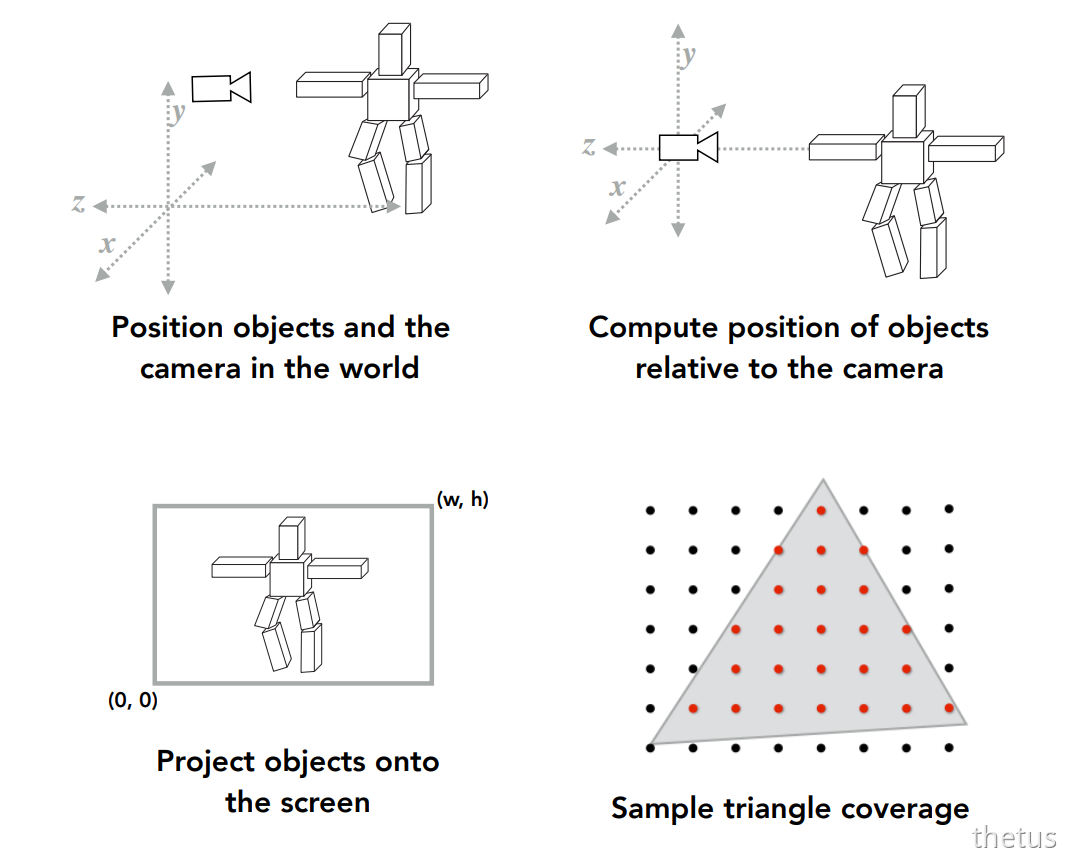 y
z
x
Position objects and the
camera in the world
y
z
x
Compute position of objects
relative to the camera
(w, h)
(0, 0)
Project objects onto
the screen
Sample triangle coverage
thetus